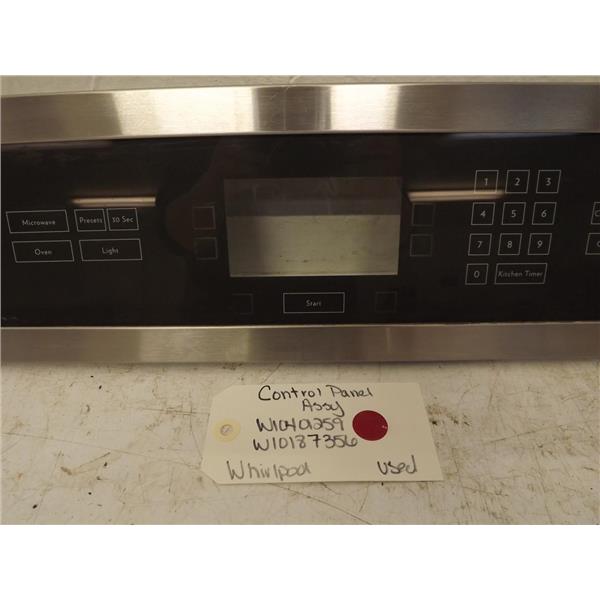 1 2 3
Microwave Presets 30 Sec 4 5 6
Oven Light 7 8 9
0 Kitchen Timer
Start
Control Panel
Assy
W10187356
Whirlpool used